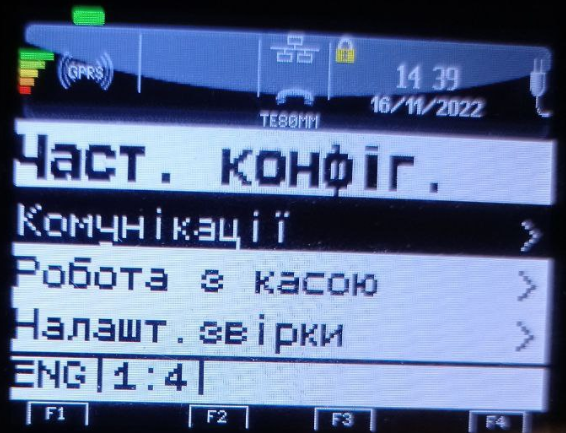 GPRS
14 39
16/11/2022
TE80MM
Част. конфіг.
Комунікації
Робота з касою
Налашт.звірки
ENG|1:4|
F1 F2 F3 F4